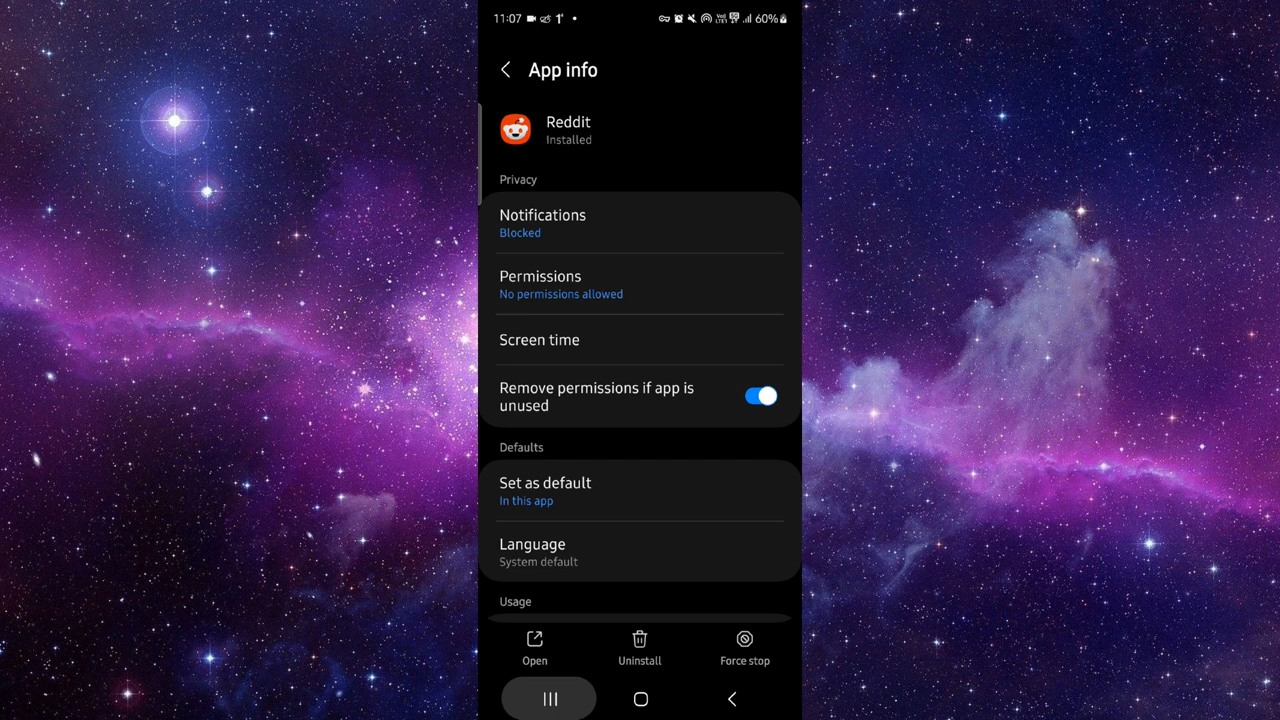 11:07 60%
App info
Reddit
Installed
Privacy
Notifications
Blocked
Permissions
No permissions allowed
Screen time
Remove permissions if app is
unused
Defaults
Set as default
In this app
Language
System default
Usage
Open Uninstall Force stop